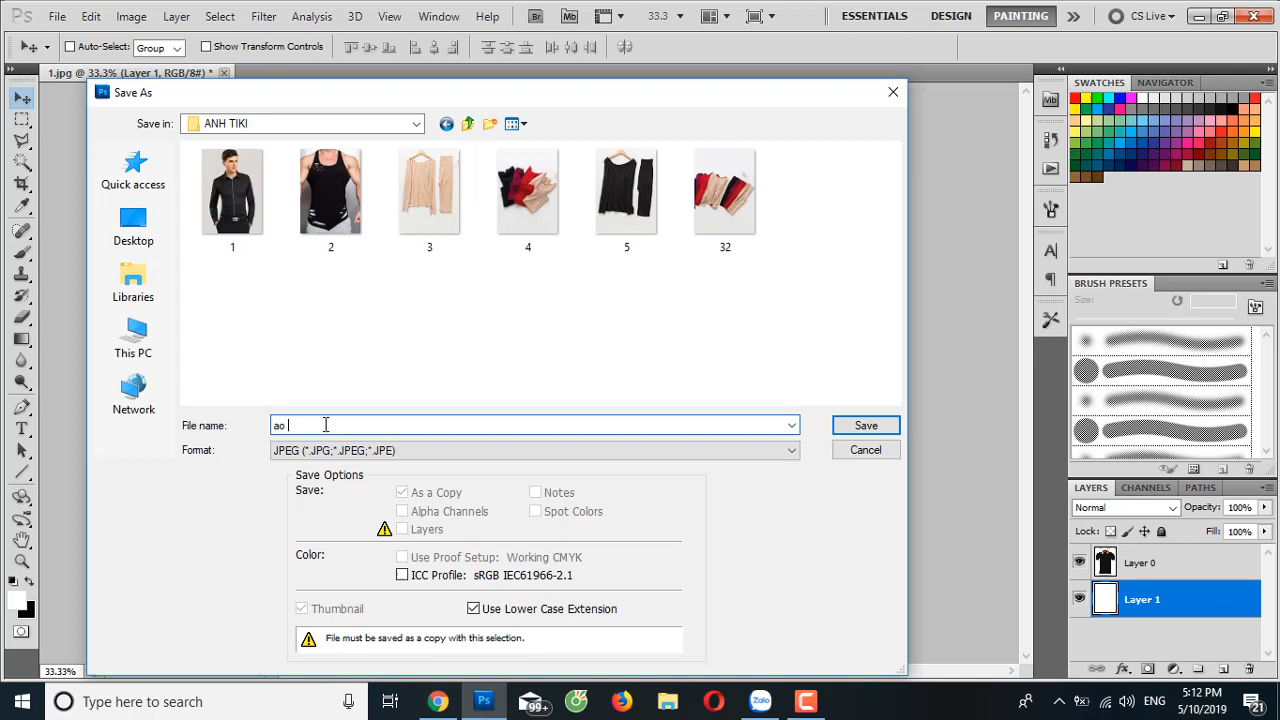 Ps
File Edit Image Layer Select Filter Analysis 3D View Window Help Br Mb 33.3 ESSENTIALS DESIGN PAINTING CS Live
Auto-Select: Group Show Transform Controls
1.jpg @ 33.3% (Layer 1, RGB/8#) *
Save As
Save in: ANH TIKI
Quick access
Desktop
Libraries
This PC
Network
1 2 3 4 5 32
File name: ao
Save
Format: JPEG (*.JPG;*.JPEG;*.JPE)
Cancel
Save Options
Save: As a Copy Notes
Alpha Channels Spot Colors
Layers
Color: Use Proof Setup: Working CMYK
ICC Profile: sRGB IEC61966-2.1
Thumbnail Use Lower Case Extension
File must be saved as a copy with this selection.
33.33%
SWATCHES NAVIGATOR
Mb
BRUSH PRESETS
Size:
LAYERS CHANNELS PATHS
Normal Opacity: 100%
Lock: Fill: 100%
Layer 0
Layer 1
Type here to search
Ps 99+ Zalo ENG 5:12 PM
5/10/2019 21